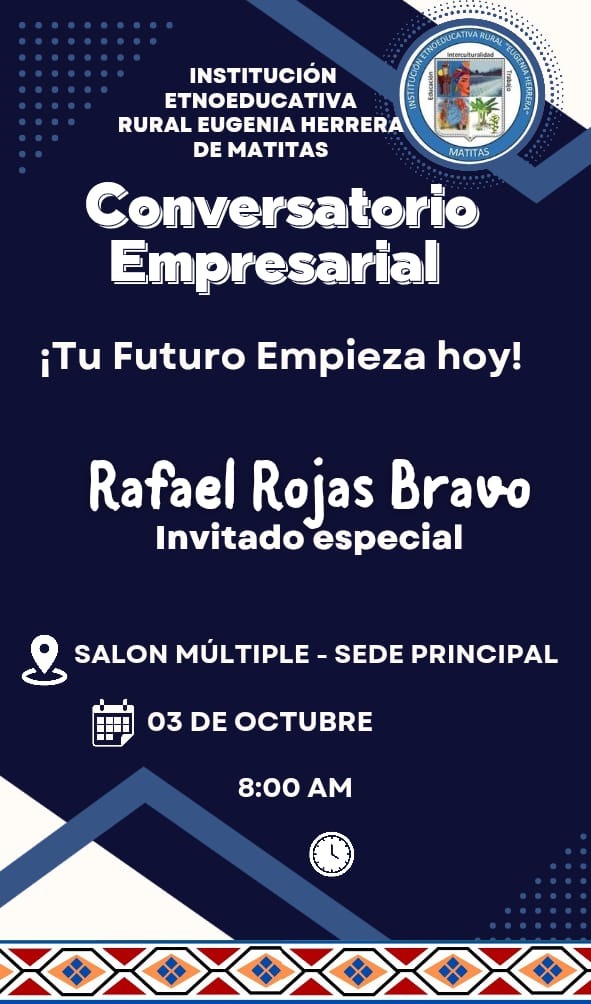 INSTITUCIÓN
ETNOEDUCATIVA
RURAL EUGENIA HERRERA
DE MATITAS
INSTITUCIÓN ETNOEDUCATIVA RURAL "EUGENIA HERRERA"
Interculturalidad
Educación
Trabajo
MATITAS
Conversatorio
Empresarial
¡Tu Futuro Empieza hoy!
Rafael Rojas Bravo
Invitado especial
SALON MÚLTIPLE - SEDE PRINCIPAL
03 DE OCTUBRE
8:00 AM